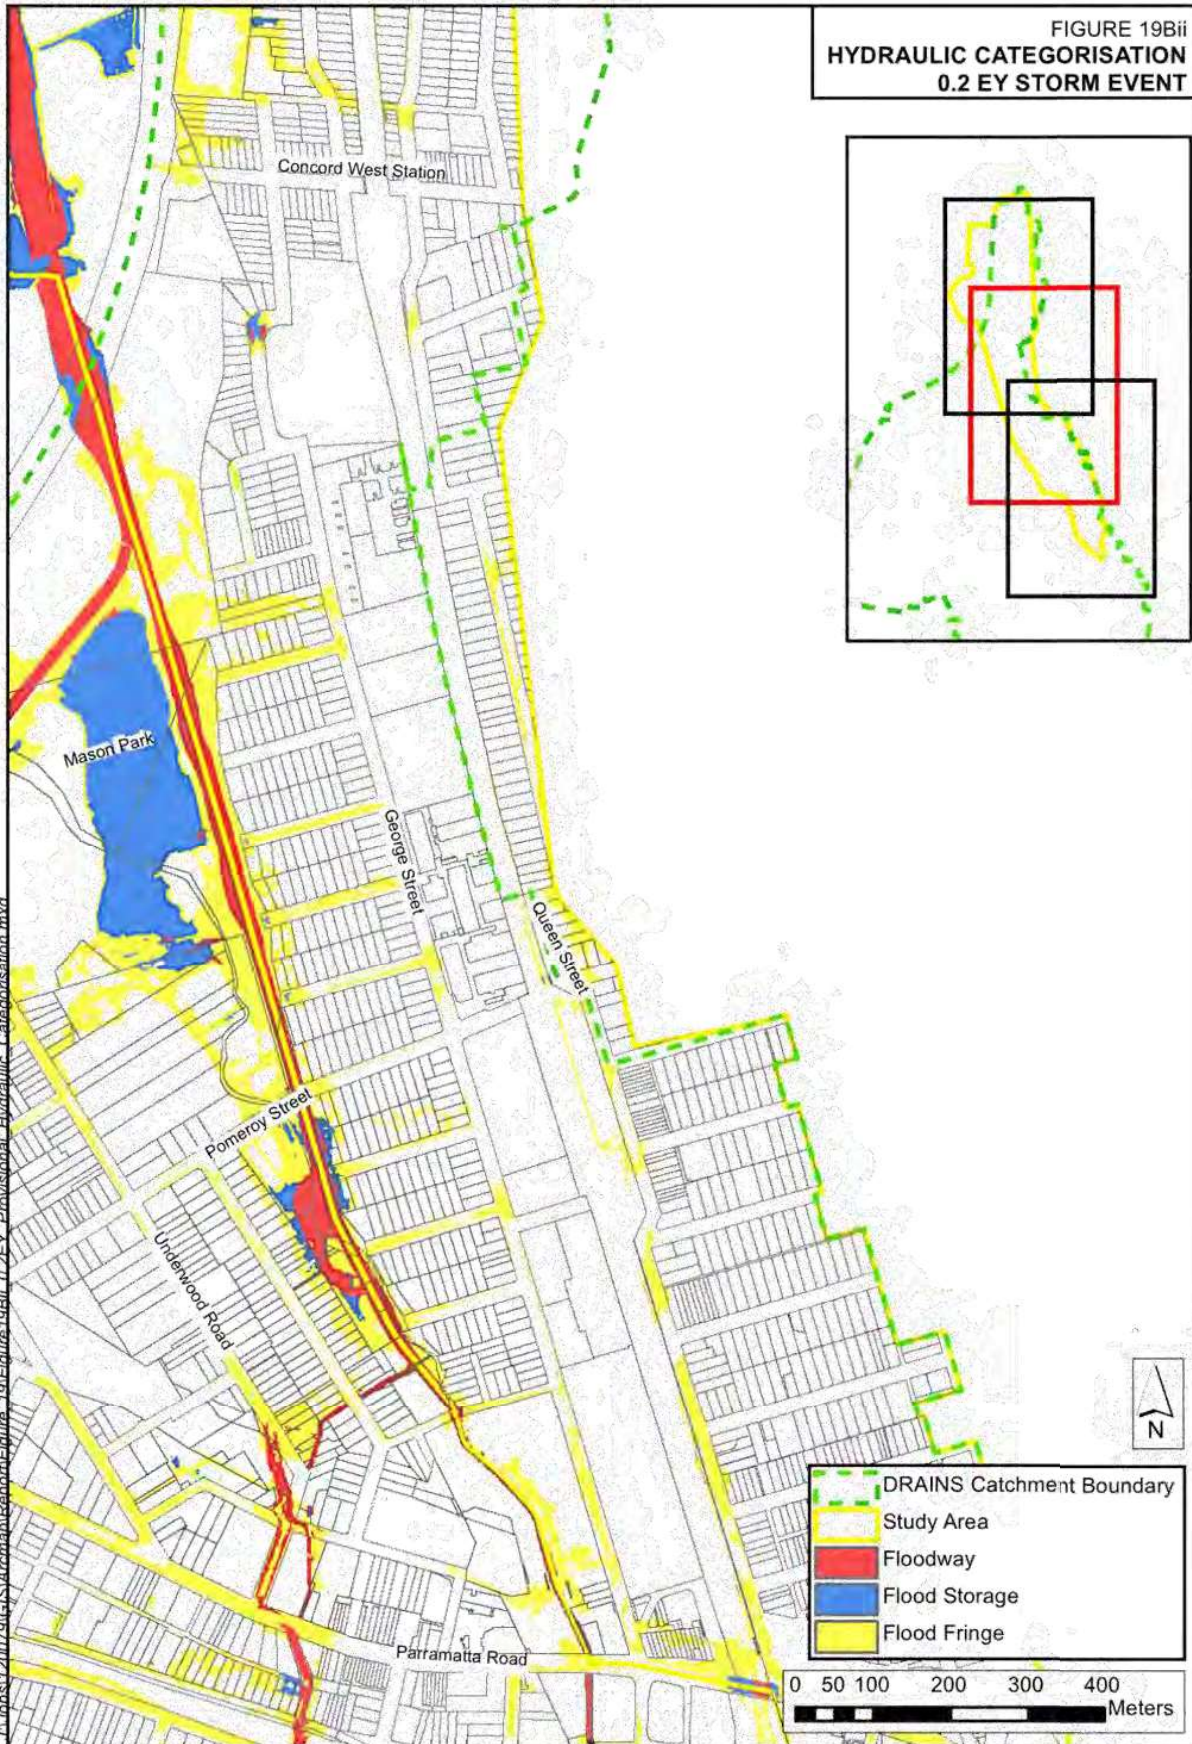 FIGURE 19Bii
HYDRAULIC CATEGORISATION
0.2 EY STORM EVENT
Concord West Station
Mason Park
George Street
Queen Street
Pomeroy Street
Underwood Road
Parramatta Road
N
DRAINS Catchment Boundary
Study Area
Floodway
Flood Storage
Flood Fringe
0 50 100 200 300 400
Meters